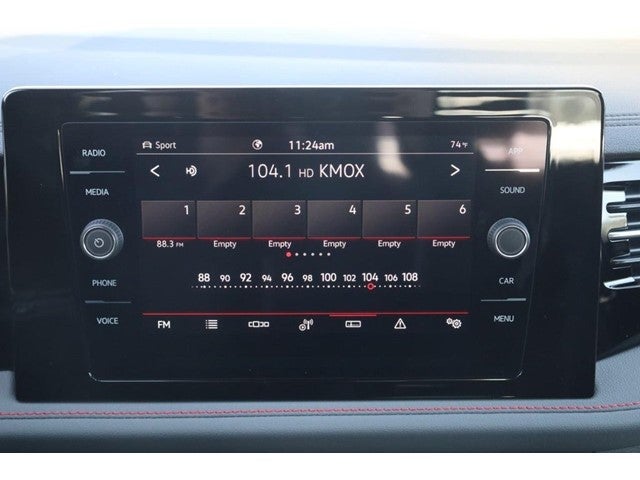 RADIO
MEDIA
PHONE
VOICE
Sport 11:24am 74°F
< 104.1 HD KMOX >
1 2 3 4 5 6
88.3 FM Empty Empty Empty Empty Empty
88 90 92 94 96 98 100 102 104 106 108
FM
APP
SOUND
CAR
MENU